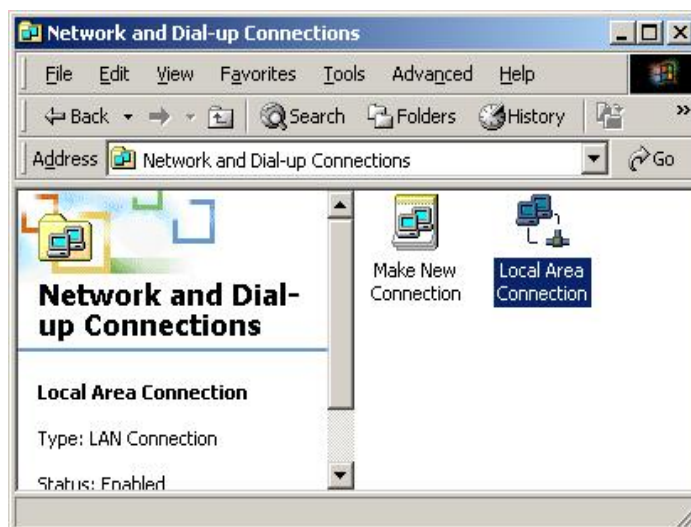 Network and Dial-up Connections
File Edit View Favorites Tools Advanced Help
Back Search Folders History »
Address Network and Dial-up Connections Go
Make New Connection
Local Area Connection
Network and Dial-
up Connections
Local Area Connection
Type: LAN Connection
Status: Enabled